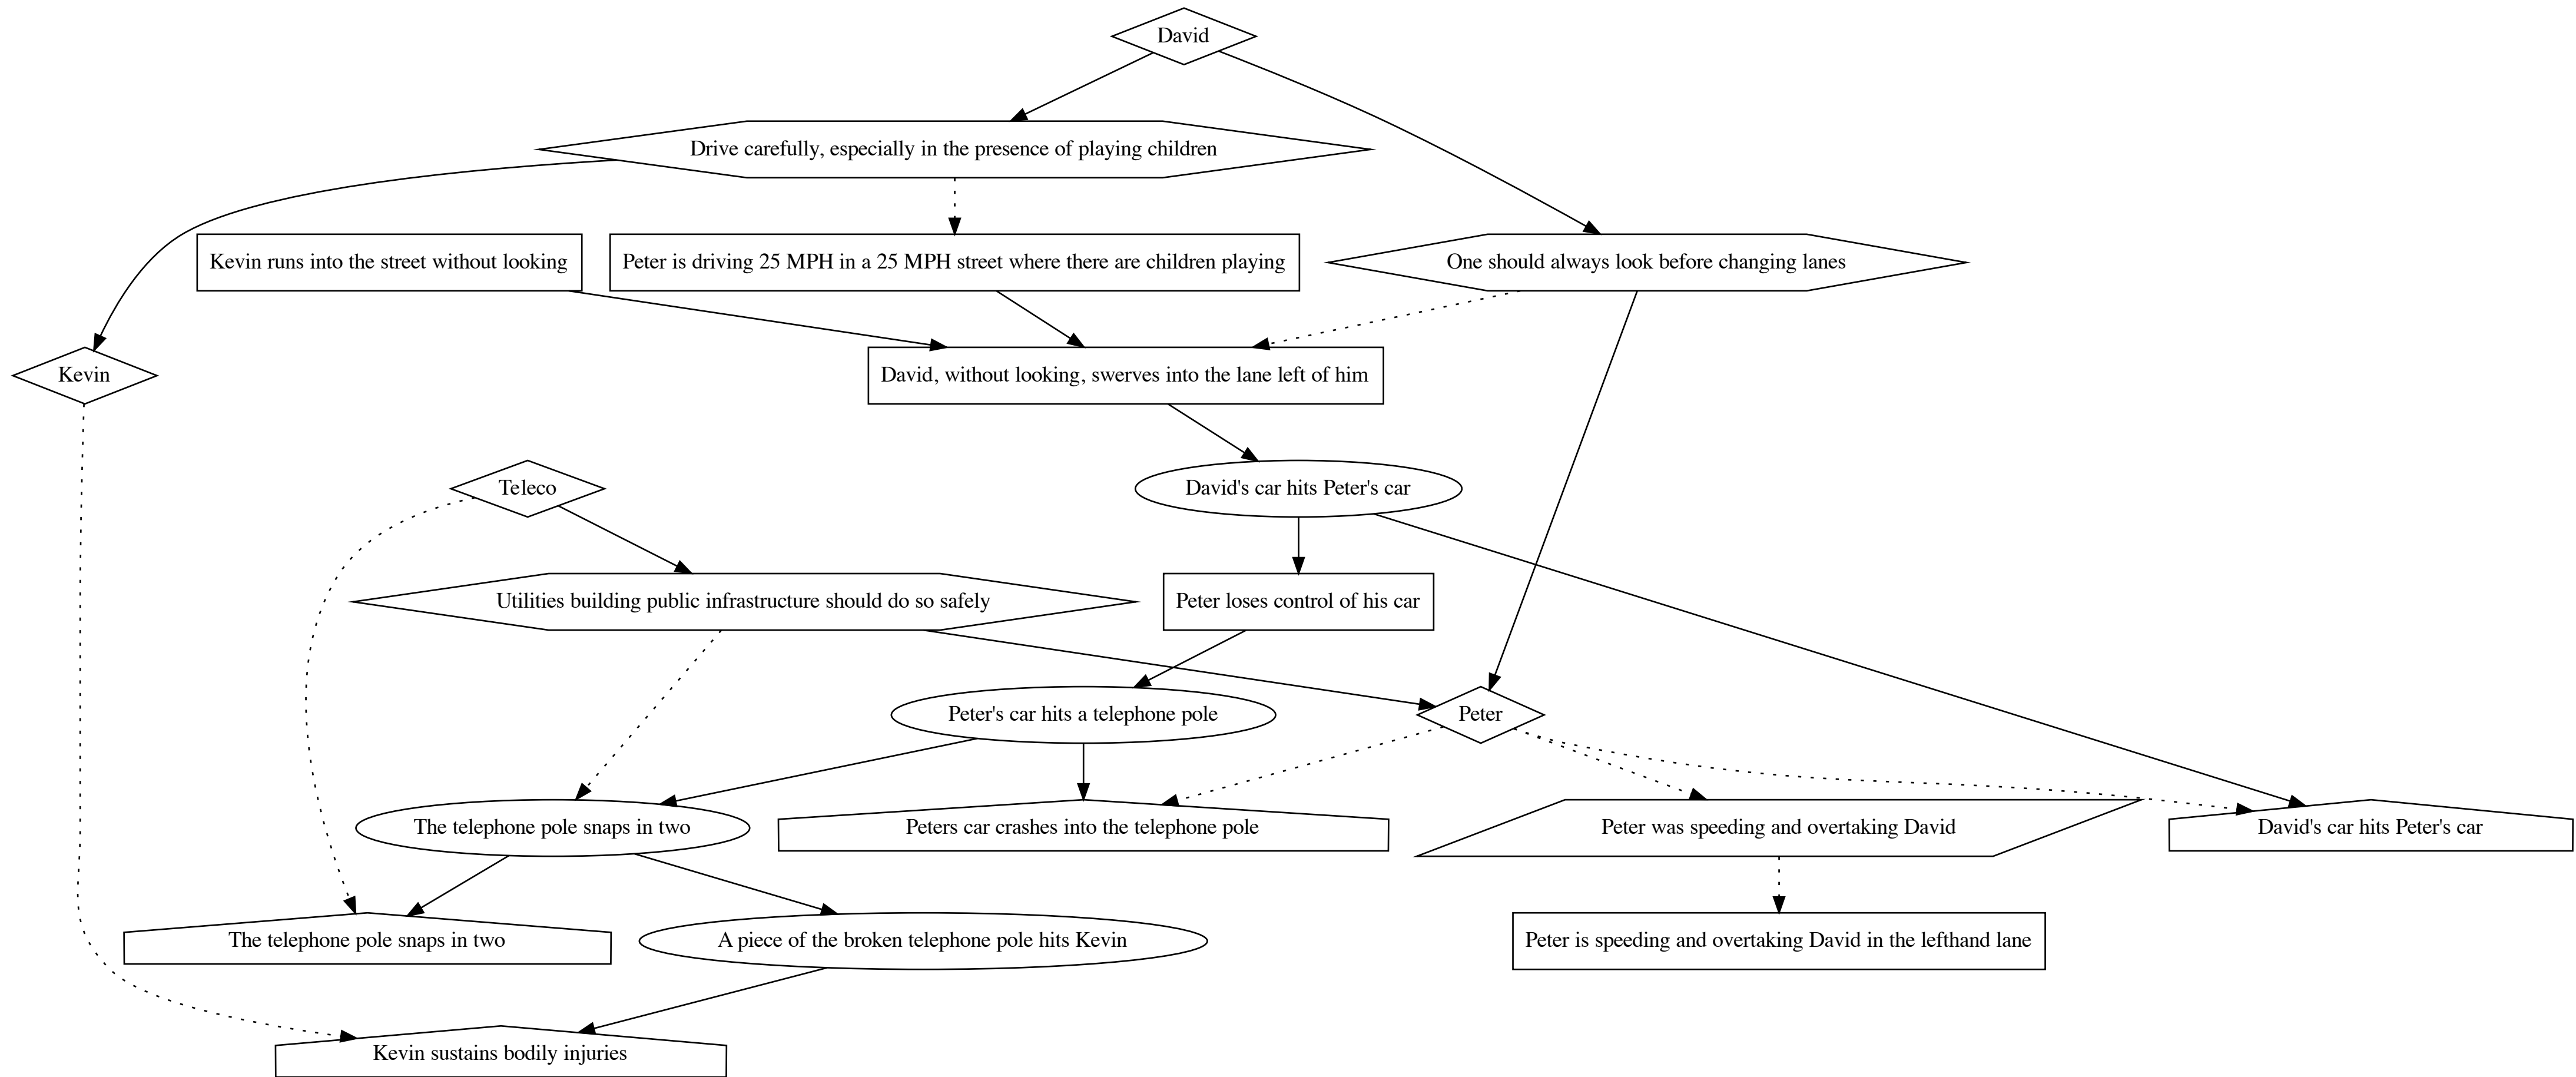 David
Drive carefully, especially in the presence of playing children
Kevin runs into the street without looking
Peter is driving 25 MPH in a 25 MPH street where there are children playing
One should always look before changing lanes
Kevin
David, without looking, swerves into the lane left of him
Teleco
David's car hits Peter's car
Utilities building public infrastructure should do so safely
Peter loses control of his car
Peter's car hits a telephone pole
Peter
The telephone pole snaps in two
Peters car crashes into the telephone pole
Peter was speeding and overtaking David
David's car hits Peter's car
The telephone pole snaps in two
A piece of the broken telephone pole hits Kevin
Peter is speeding and overtaking David in the lefthand lane
Kevin sustains bodily injuries